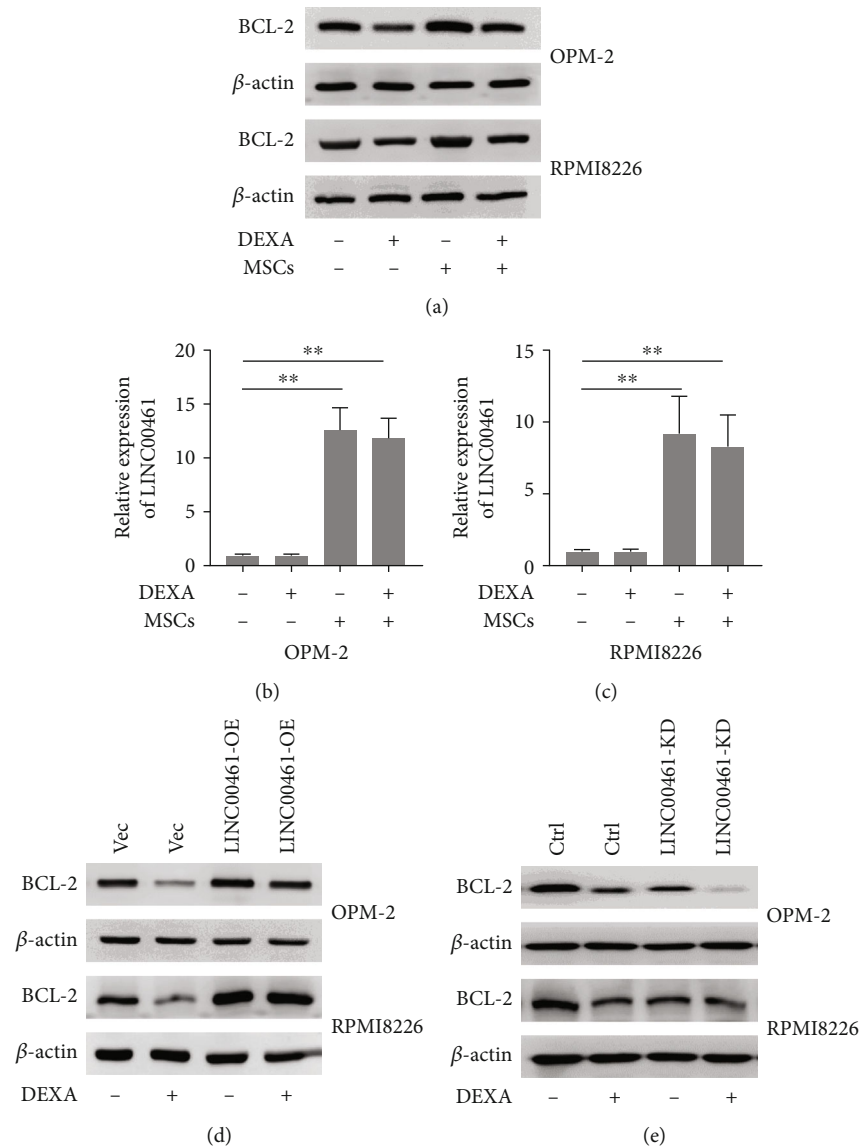 BCL-2
OPM-2
β-actin
BCL-2
RPMI8226
β-actin
DEXA – + – +
MSCs – – + +
(a)
Relative expression
of LINC00461
20
15
10
5
0
**
**
DEXA – + – +
MSCs – – + +
OPM-2
(b)
Relative expression
of LINC00461
15
10
5
0
**
**
DEXA – + – +
MSCs – – + +
RPMI8226
(c)
Vec Vec LINC00461-OE LINC00461-OE
BCL-2
OPM-2
β-actin
BCL-2
RPMI8226
β-actin
DEXA – + – +
(d)
Ctrl Ctrl LINC00461-KD LINC00461-KD
BCL-2
OPM-2
β-actin
BCL-2
RPMI8226
β-actin
DEXA – + – +
(e)